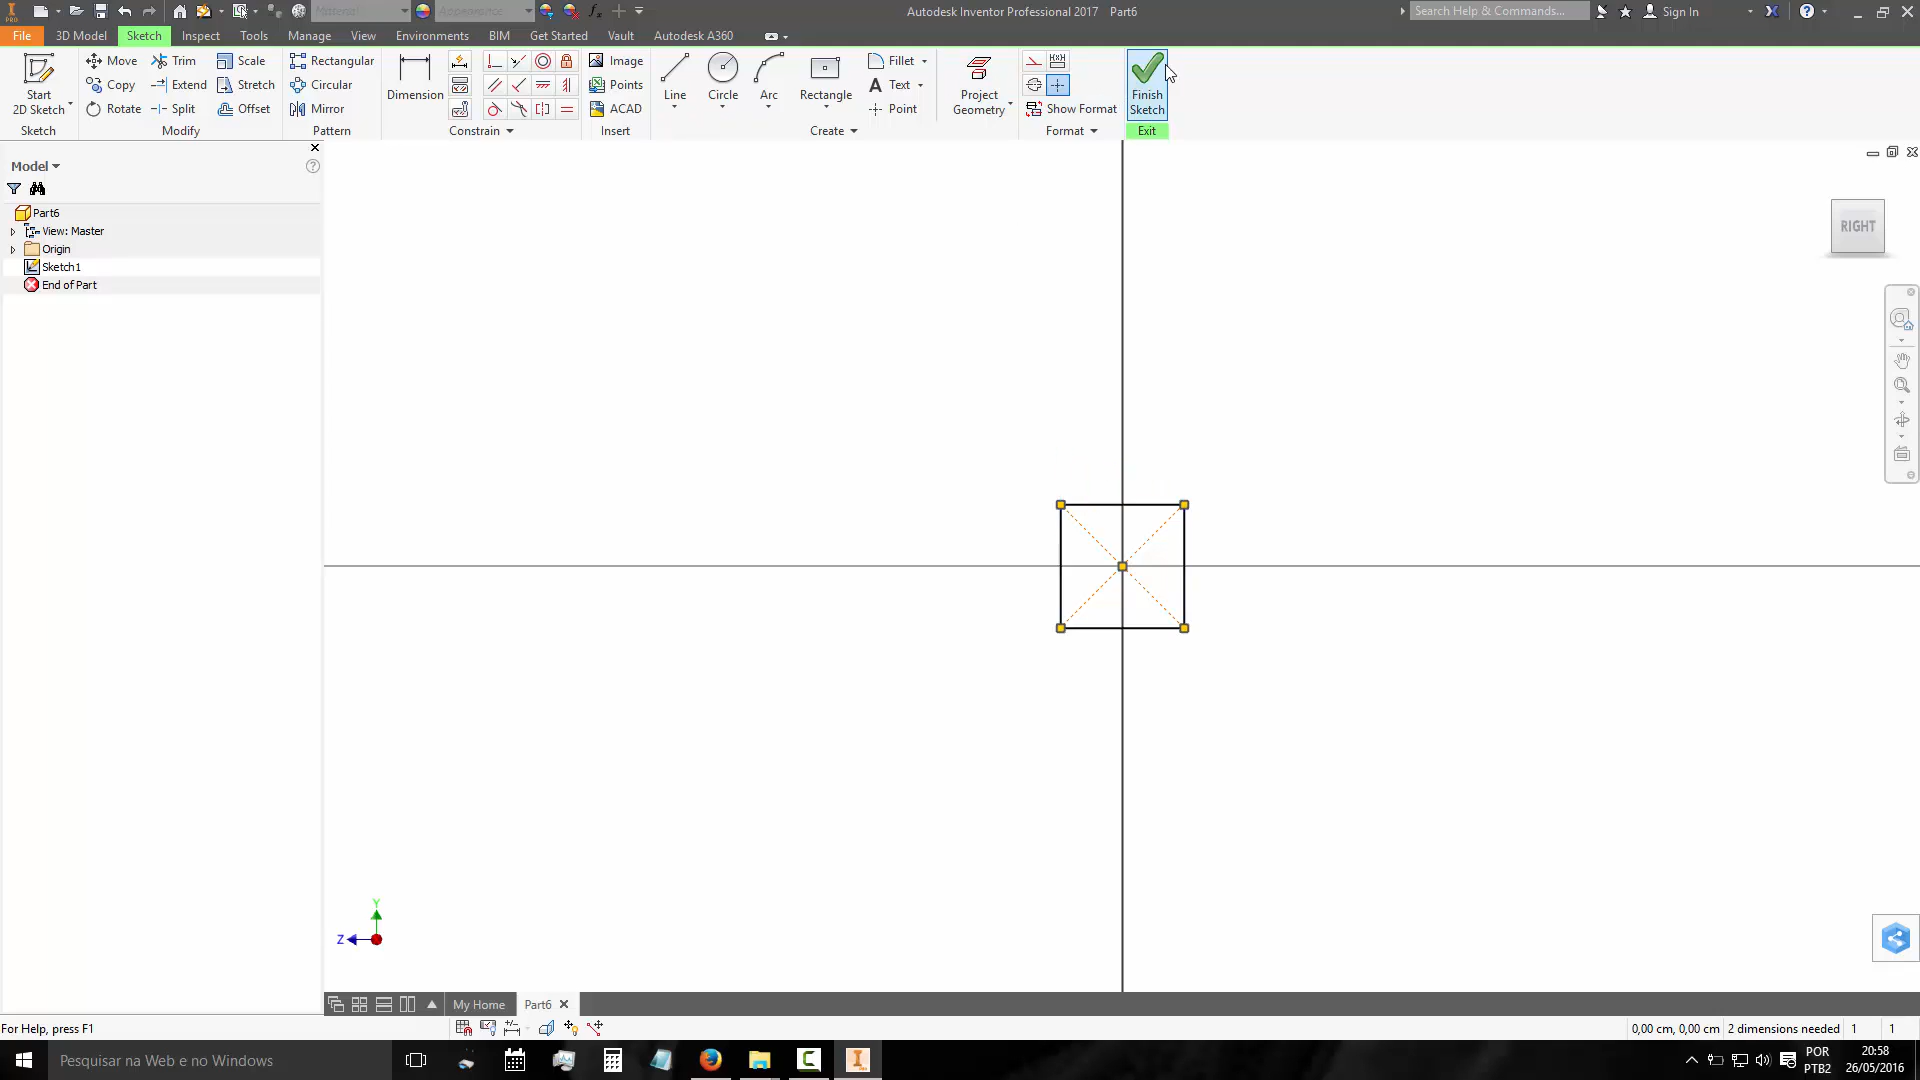 Material
Appearance
Autodesk Inventor Professional 2017 Part6
Search Help & Commands...
Sign In
File 3D Model Sketch Inspect Tools Manage View Environments BIM Get Started Vault Autodesk A360
Start
2D Sketch
Sketch
Move Trim Scale
Copy Extend Stretch
Rotate Split Offset
Modify
Rectangular
Circular
Mirror
Pattern
Dimension
Constrain
Image
Points
ACAD
Insert
Line Circle Arc Rectangle
Fillet
Text
Point
Create
Project
Geometry
Show Format
Format
Finish
Sketch
Exit
Model
Part6
View: Master
Origin
Sketch1
End of Part
RIGHT
Y
Z
My Home Part6
For Help, press F1
0,00 cm, 0,00 cm 2 dimensions needed 1 1
Pesquisar na Web e no Windows
POR
PTB2
20:58
26/05/2016